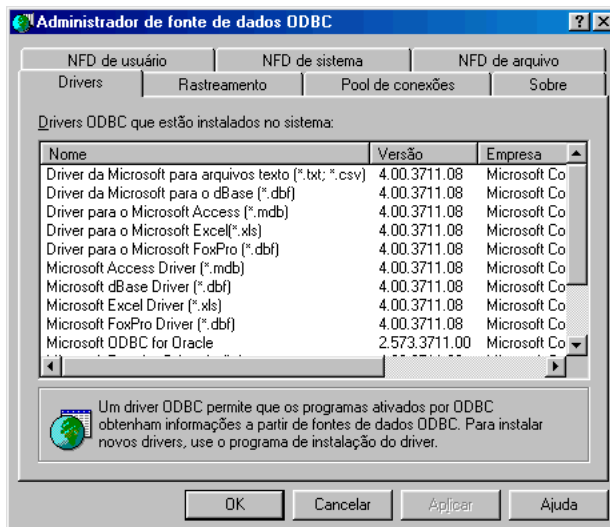 Administrador de fonte de dados ODBC
NFD de usuário NFD de sistema NFD de arquivo
Drivers Rastreamento Pool de conexões Sobre
Drivers ODBC que estão instalados no sistema:
Nome Versão Empresa
Driver da Microsoft para arquivos texto (*.txt; *.csv) 4.00.3711.08 Microsoft Co
Driver da Microsoft para o dBase (*.dbf) 4.00.3711.08 Microsoft Co
Driver para o Microsoft Access (*.mdb) 4.00.3711.08 Microsoft Co
Driver para o Microsoft Excel(*.xls) 4.00.3711.08 Microsoft Co
Driver para o Microsoft FoxPro (*.dbf) 4.00.3711.08 Microsoft Co
Microsoft Access Driver (*.mdb) 4.00.3711.08 Microsoft Co
Microsoft dBase Driver (*.dbf) 4.00.3711.08 Microsoft Co
Microsoft Excel Driver (*.xls) 4.00.3711.08 Microsoft Co
Microsoft FoxPro Driver (*.dbf) 4.00.3711.08 Microsoft Co
Microsoft ODBC for Oracle 2.573.3711.00 Microsoft Co
Um driver ODBC permite que os programas ativados por ODBC
obtenham informações a partir de fontes de dados ODBC. Para instalar
novos drivers, use o programa de instalação do driver.
OK Cancelar Aplicar Ajuda